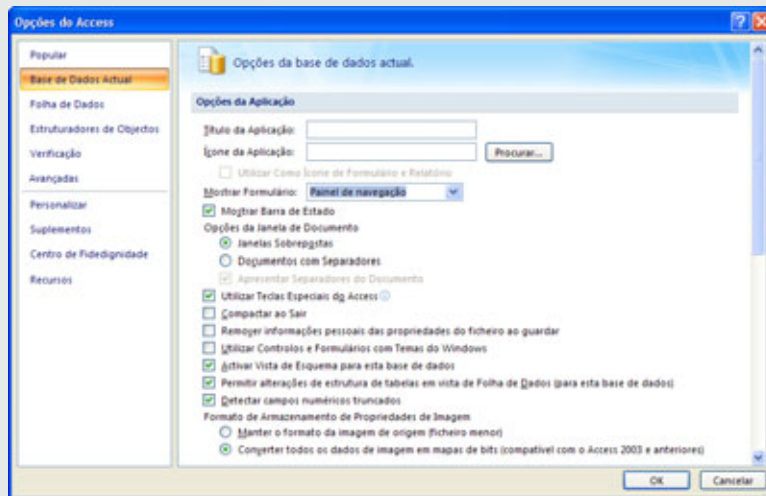 Opções do Access
Popular
Base de Dados Actual
Folha de Dados
Estruturadores de Objectos
Verificação
Avançadas
Personalizar
Suplementos
Centro de Fidedignidade
Recursos
Opções da base de dados actual.
Opções da Aplicação
Título da Aplicação:
Ícone da Aplicação:
Procurar...
Utilizar Como Ícone de Formulário e Relatório
Mostrar Formulário: Painel de navegação
Mostrar Barra de Estado
Opções da Janela de Documento
Janelas Sobrepostas
Documentos com Separadores
Apresentar Separadores do Documento
Utilizar Teclas Especiais do Access
Compactar ao Sair
Remover informações pessoais das propriedades do ficheiro ao guardar
Utilizar Controlos e Formulários com Temas do Windows
Activar Vista de Esquema para esta base de dados
Permitir alterações de estrutura de tabelas em vista de Folha de Dados (para esta base de dados)
Detectar campos numéricos truncados
Formato de Armazenamento de Propriedades de Imagem
Manter o formato da imagem de origem (ficheiro menor)
Converter todos os dados de imagem em mapas de bits (compatível com o Access 2003 e anteriores)
OK
Cancelar